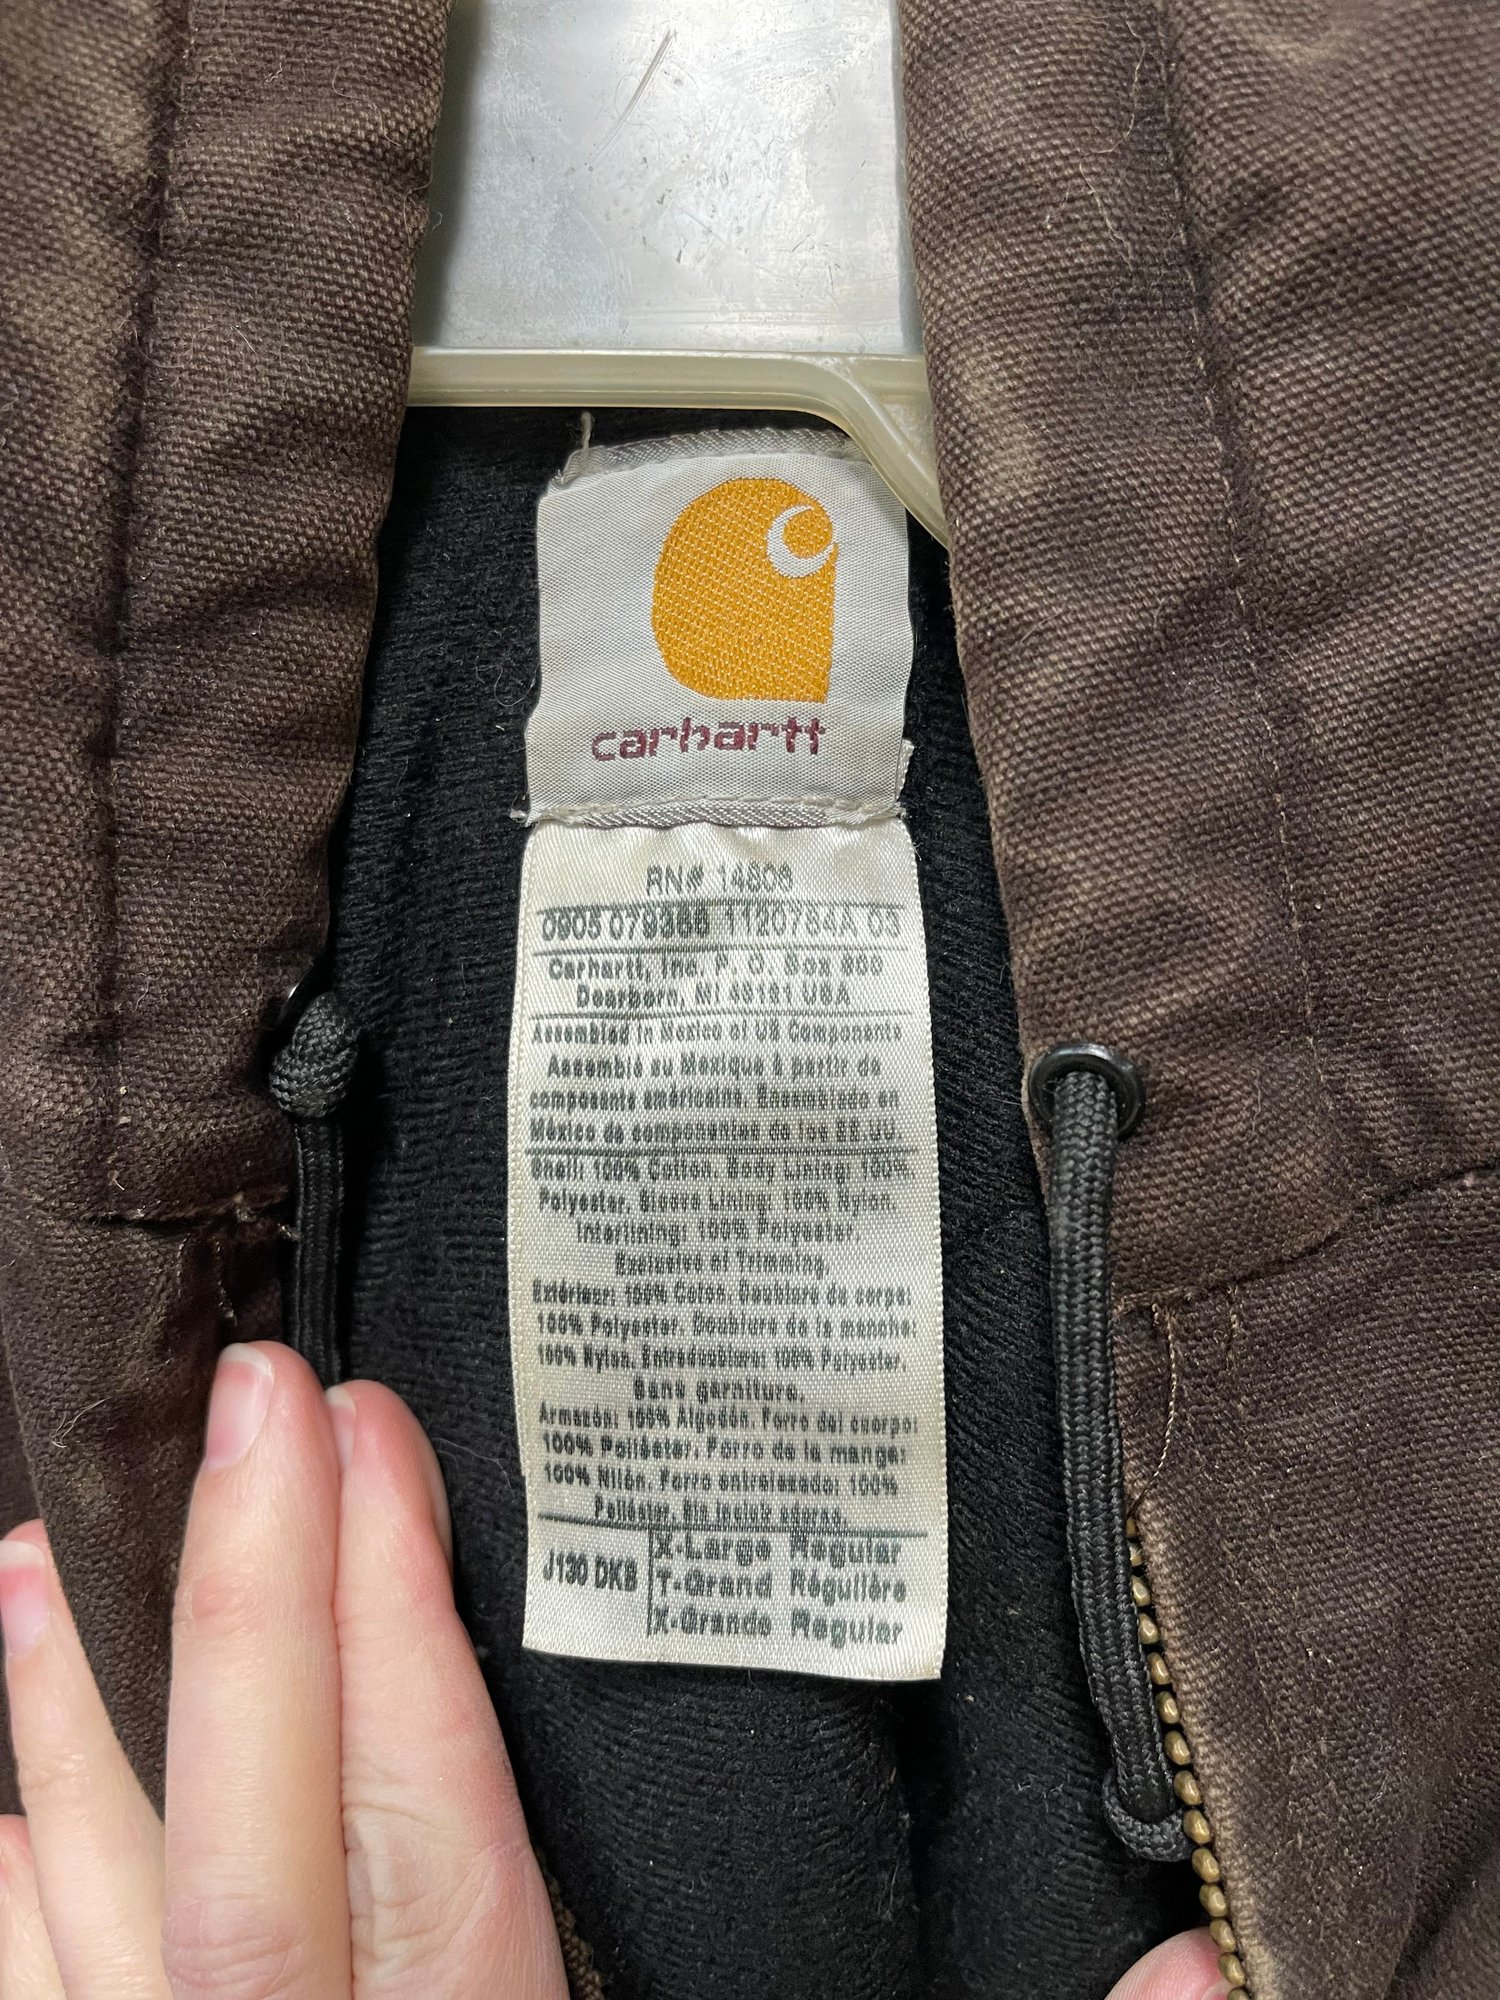 carhartt
RN# 14806
0905 079366 1120754A 03
Carhartt, Inc. P. O. Box 600
Dearborn, MI 48121 USA
Assembled in Mexico of US Components
Assemblé au Mexique à partir de
composants américains. Ensamblado en
México de componentes de los EE.UU.
Shell: 100% Cotton. Body Lining: 100%
Polyester. Sleeve Lining: 100% Nylon.
Interlining: 100% Polyester.
Exclusive of Trimming.
Extérieur: 100% Coton. Doublure de corps:
100% Polyester. Doublure de la manche:
100% Nylon. Entredoublure: 100% Polyester.
Sans garniture.
Armazón: 100% Algodón. Forro del cuerpo:
100% Poliéster. Forro de la manga:
100% Nilón. Forro entrelazado: 100%
Poliéster. Sin incluir adorno.
J130 DKB
X-Large Regular
T-Grand Régulière
X-Grande Regular